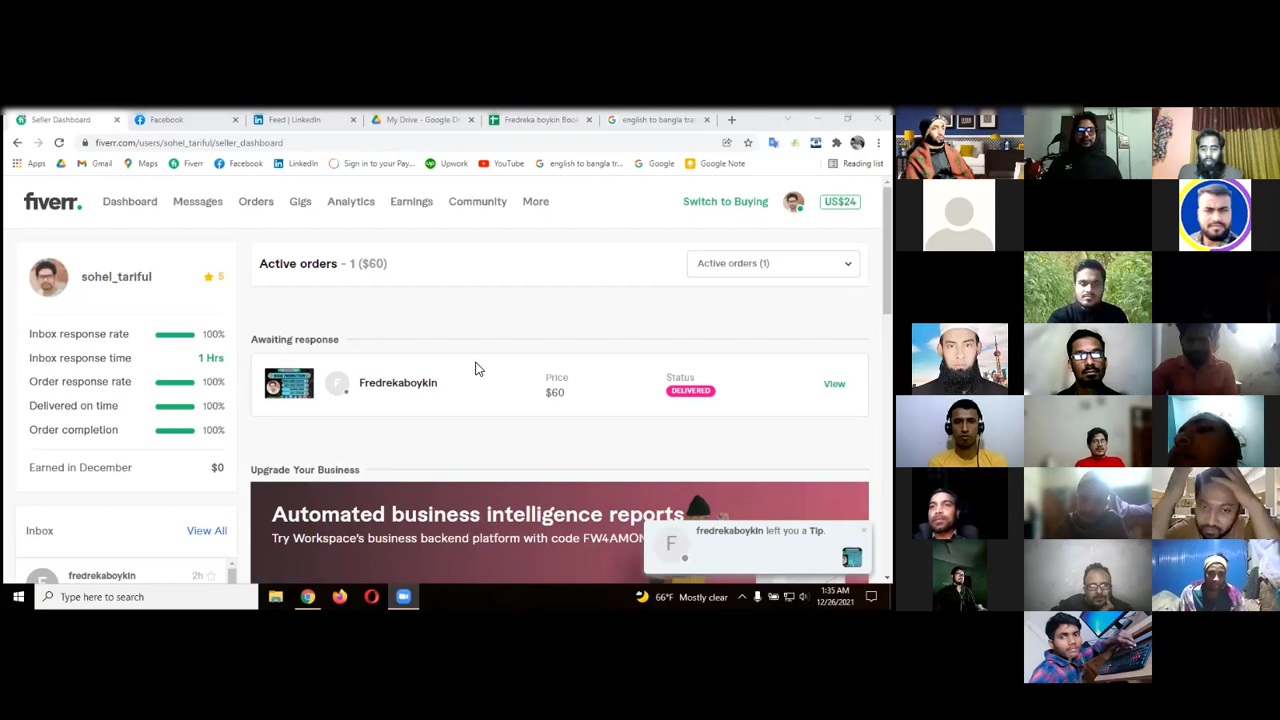 Seller Dashboard
Facebook
Feed | LinkedIn
My Drive - Google D
Fredreka boykin Book
english to bangla tra
fiverr.com/users/sohel_tariful/seller_dashboard
Apps
Gmail
Maps
Fiverr
Facebook
LinkedIn
Sign in to your Pay...
Upwork
YouTube
english to bangla tr...
Google
Google Note
Reading list
fiverr.
Dashboard
Messages
Orders
Gigs
Analytics
Earnings
Community
More
Switch to Buying
US$24
sohel_tariful
5
Inbox response rate 100%
Inbox response time 1 Hrs
Order response rate 100%
Delivered on time 100%
Order completion 100%
Earned in December $0
Inbox View All
fredrekaboykin 2h
Active orders - 1 ($60)
Active orders (1)
Awaiting response
F
Fredrekaboykin
Price
$60
Status
DELIVERED
View
Upgrade Your Business
Automated business intelligence reports
Try Workspace's business backend platform with code FW4AMON
F
fredrekaboykin left you a Tip.
Type here to search
66°F Mostly clear
1:35 AM
12/26/2021